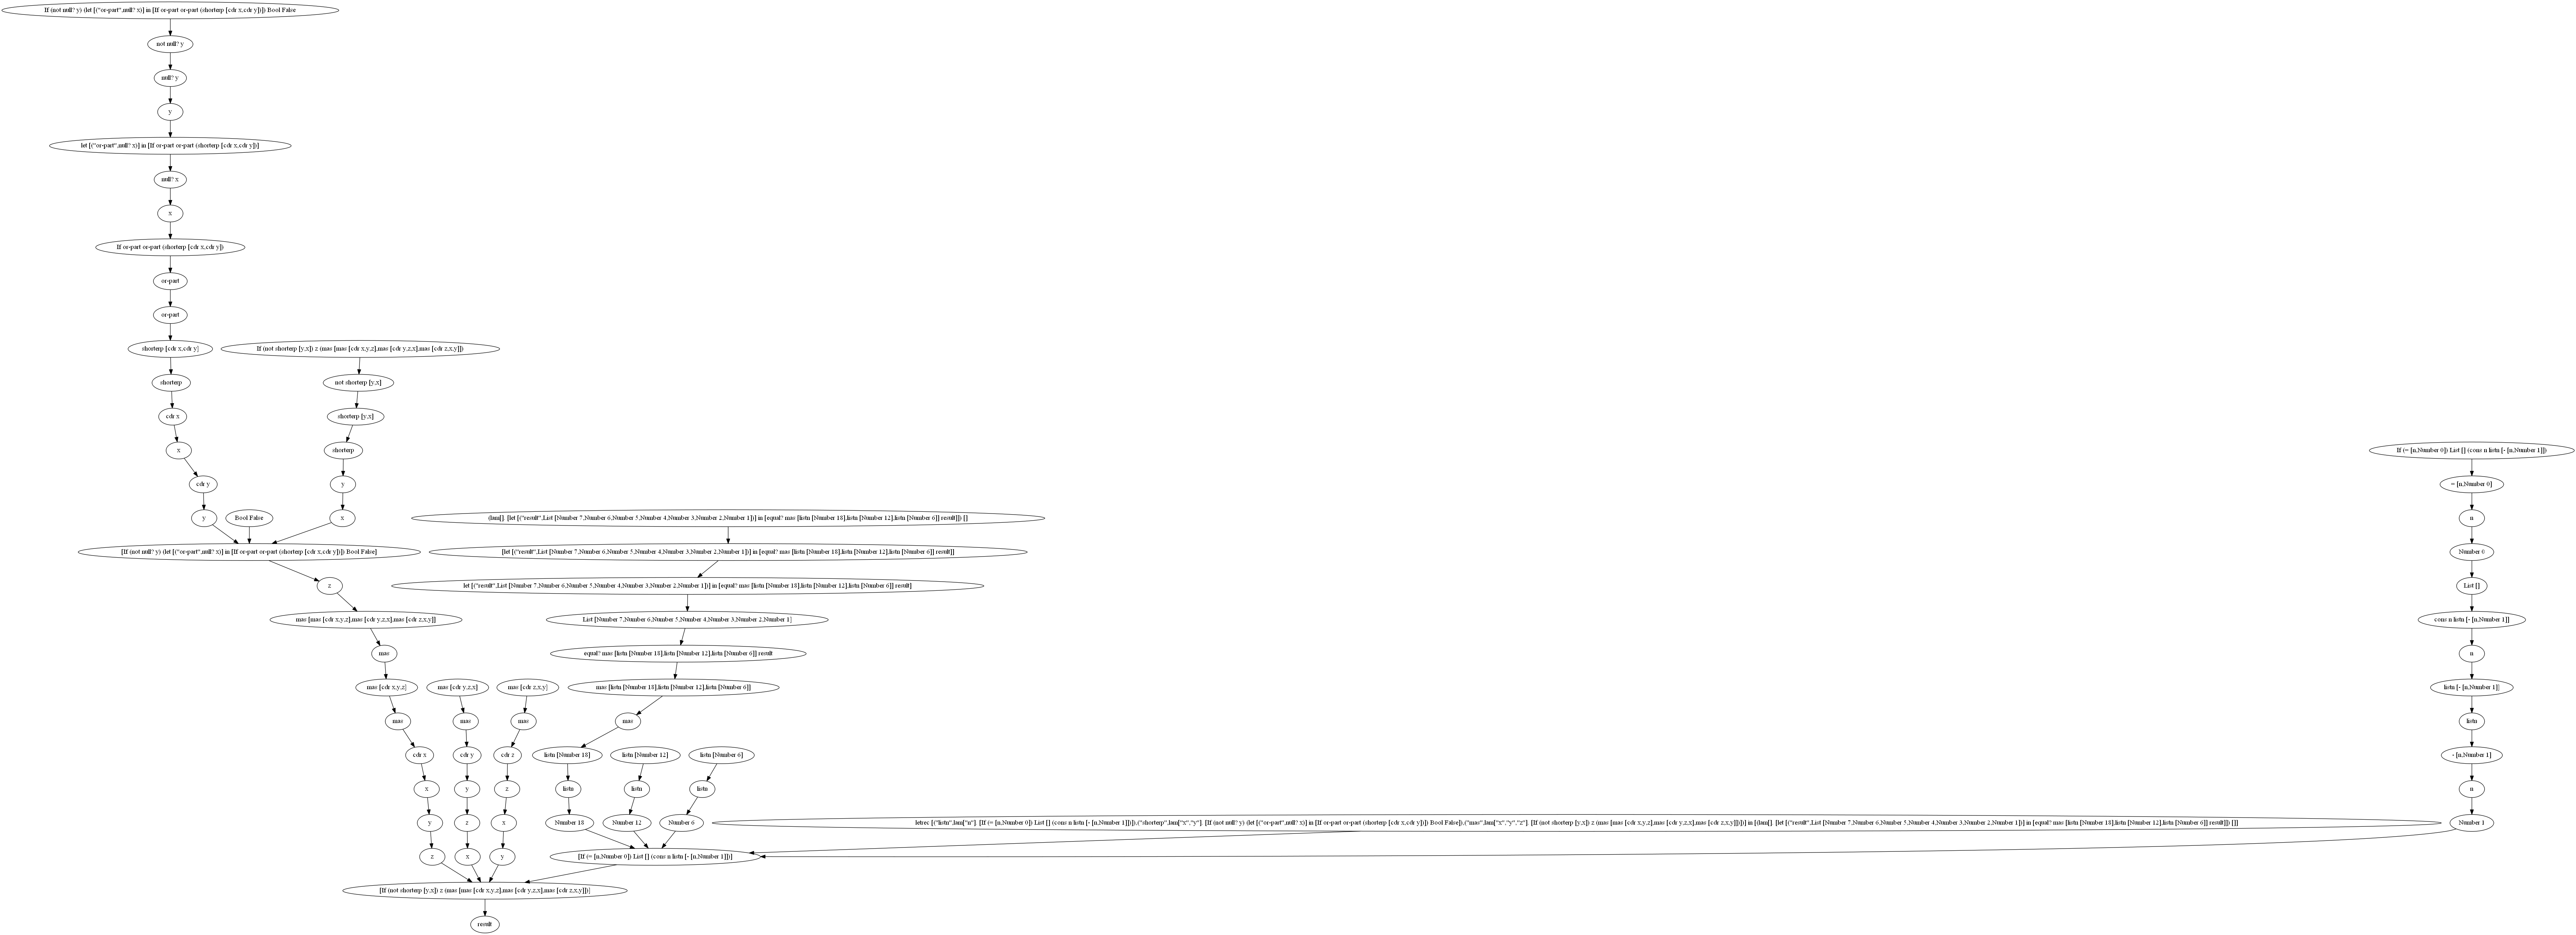 If (not null? y) (let [("or-part",null? x)] in [If or-part or-part (shorterp [cdr x,cdr y])]) Bool False
not null? y
null? y
y
let [("or-part",null? x)] in [If or-part or-part (shorterp [cdr x,cdr y])]
null? x
x
If or-part or-part (shorterp [cdr x,cdr y])
or-part
or-part
shorterp [cdr x,cdr y]
If (not shorterp [y,x]) z (mas [mas [cdr x,y,z],mas [cdr y,z,x],mas [cdr z,x,y]])
shorterp
not shorterp [y,x]
cdr x
shorterp [y,x]
x
shorterp
If (= [n,Number 0]) List [] (cons n listn [- [n,Number 1]])
cdr y
y
= [n,Number 0]
y
Bool False
x
(lam[]. [let [("result",List [Number 7,Number 6,Number 5,Number 4,Number 3,Number 2,Number 1])] in [equal? mas [listn [Number 18],listn [Number 12],listn [Number 6]] result]]) []
n
[If (not null? y) (let [("or-part",null? x)] in [If or-part or-part (shorterp [cdr x,cdr y])]) Bool False]
[let [("result",List [Number 7,Number 6,Number 5,Number 4,Number 3,Number 2,Number 1])] in [equal? mas [listn [Number 18],listn [Number 12],listn [Number 6]] result]]
Number 0
z
let [("result",List [Number 7,Number 6,Number 5,Number 4,Number 3,Number 2,Number 1])] in [equal? mas [listn [Number 18],listn [Number 12],listn [Number 6]] result]
List []
mas [mas [cdr x,y,z],mas [cdr y,z,x],mas [cdr z,x,y]]
List [Number 7,Number 6,Number 5,Number 4,Number 3,Number 2,Number 1]
cons n listn [- [n,Number 1]]
mas
equal? mas [listn [Number 18],listn [Number 12],listn [Number 6]] result
n
mas [cdr x,y,z]
mas [cdr y,z,x]
mas [cdr z,x,y]
mas [listn [Number 18],listn [Number 12],listn [Number 6]]
listn [- [n,Number 1]]
mas
mas
mas
mas
listn
cdr x
cdr y
cdr z
listn [Number 18]
listn [Number 12]
listn [Number 6]
- [n,Number 1]
x
y
z
listn
listn
listn
n
y
z
x
Number 18
Number 12
Number 6
letrec [("listn",lam["n"]. [If (= [n,Number 0]) List [] (cons n listn [- [n,Number 1]])]),("shorterp",lam["x","y"]. [If (not null? y) (let [("or-part",null? x)] in [If or-part or-part (shorterp [cdr x,cdr y])]) Bool False]),("mas",lam["x","y","z"]. [If (not shorterp [y,x]) z (mas [mas [cdr x,y,z],mas [cdr y,z,x],mas [cdr z,x,y]])])] in [(lam[]. [let [("result",List [Number 7,Number 6,Number 5,Number 4,Number 3,Number 2,Number 1])] in [equal? mas [listn [Number 18],listn [Number 12],listn [Number 6]] result]]) []]
Number 1
z
x
y
[If (= [n,Number 0]) List [] (cons n listn [- [n,Number 1]])]
[If (not shorterp [y,x]) z (mas [mas [cdr x,y,z],mas [cdr y,z,x],mas [cdr z,x,y]])]
result